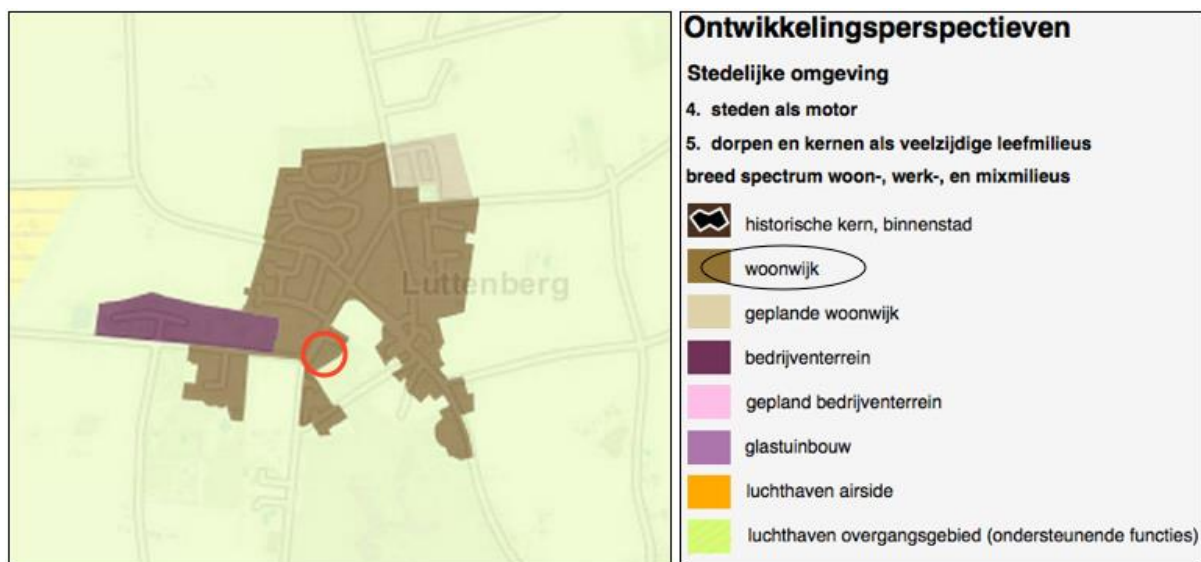 Luttenberg
Ontwikkelingsperspectieven
Stedelijke omgeving
4. steden als motor
5. dorpen en kernen als veelzijdige leefmilieus
breed spectrum woon-, werk-, en mixmilieus
historische kern, binnenstad
woonwijk
geplande woonwijk
bedrijventerrein
gepland bedrijventerrein
glastuinbouw
luchthaven airside
luchthaven overgangsgebied (ondersteunende functies)